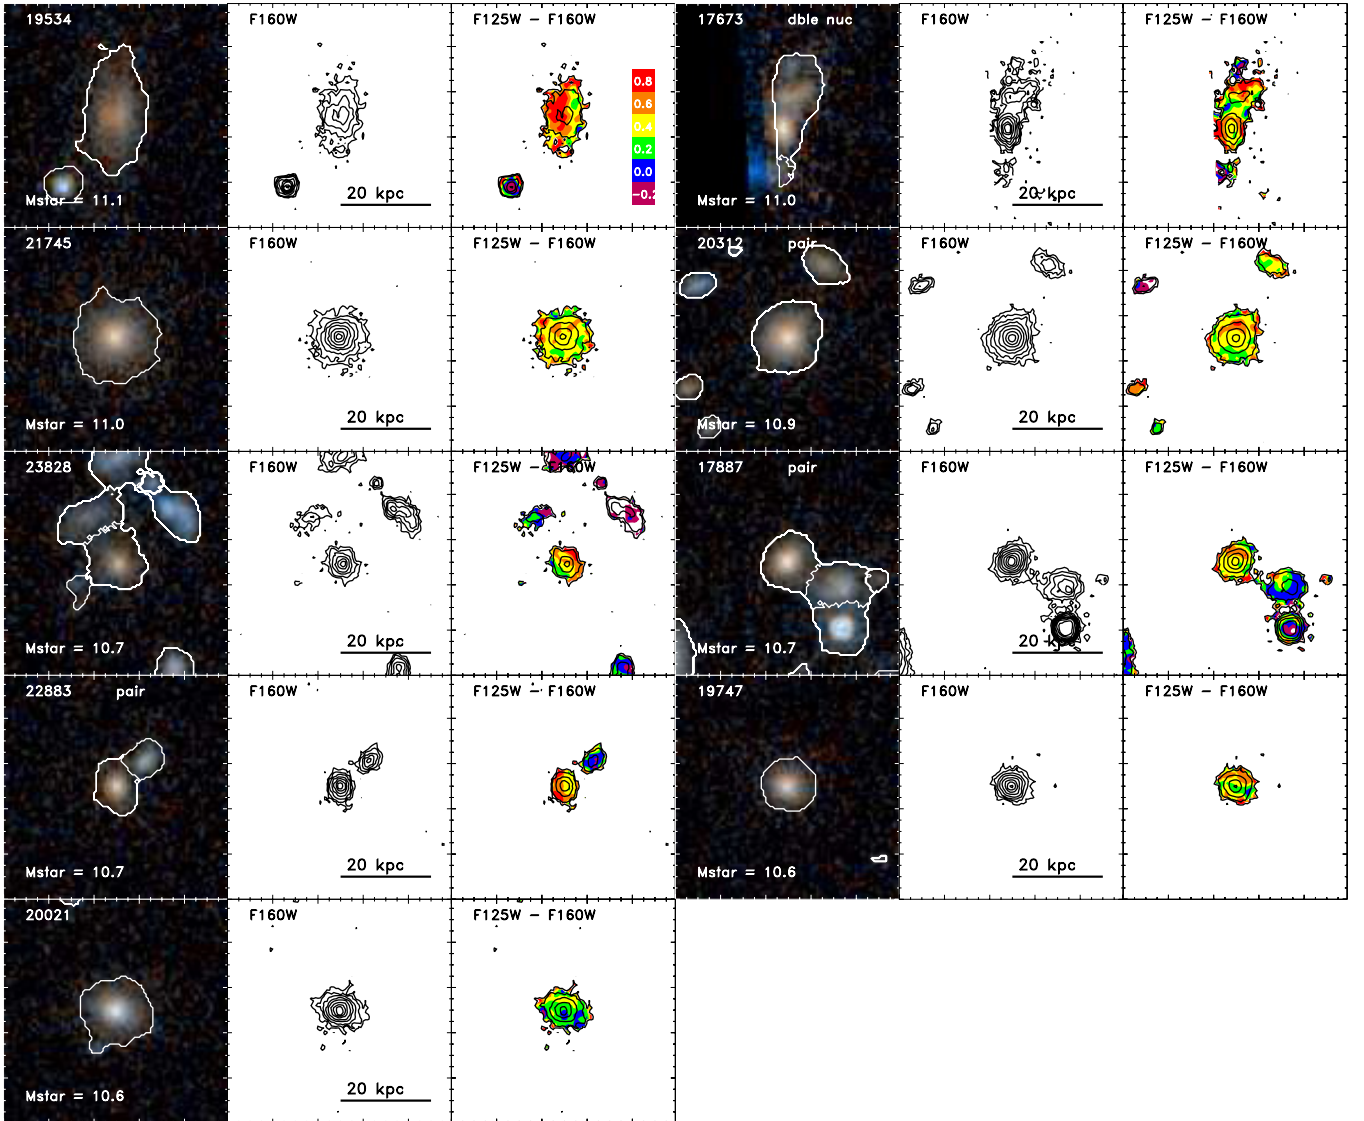 19534
F160W
F125W - F160W
0.8
0.6
0.4
0.2
0.0
-0.2
Mstar = 11.1
20 kpc
17673 dble nuc
F160W
F125W - F160W
Mstar = 11.0
20 kpc
21745
F160W
F125W - F160W
Mstar = 11.0
20 kpc
20312 pair
F160W
F125W - F160W
Mstar = 10.9
20 kpc
23828
F160W
F125W - F160W
Mstar = 10.7
20 kpc
17887 pair
F160W
F125W - F160W
Mstar = 10.7
20 k
22883 pair
F160W
F125W - F160W
Mstar = 10.7
20 kpc
19747
F160W
F125W - F160W
Mstar = 10.6
20 kpc
20021
F160W
F125W - F160W
Mstar = 10.6
20 kpc